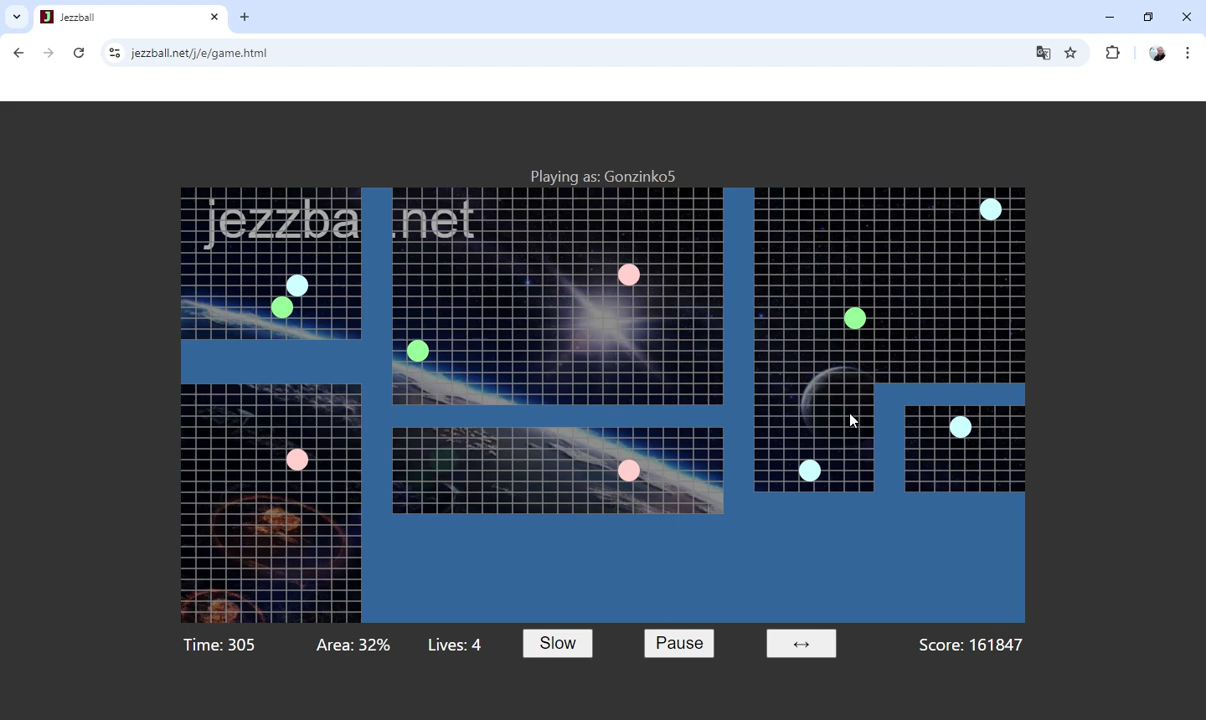 Jezzball
jezzball.net/j/e/game.html
Playing as: Gonzinko5
jezzba .net
Time: 305
Area: 32%
Lives: 4
Slow
Pause
↔
Score: 161847